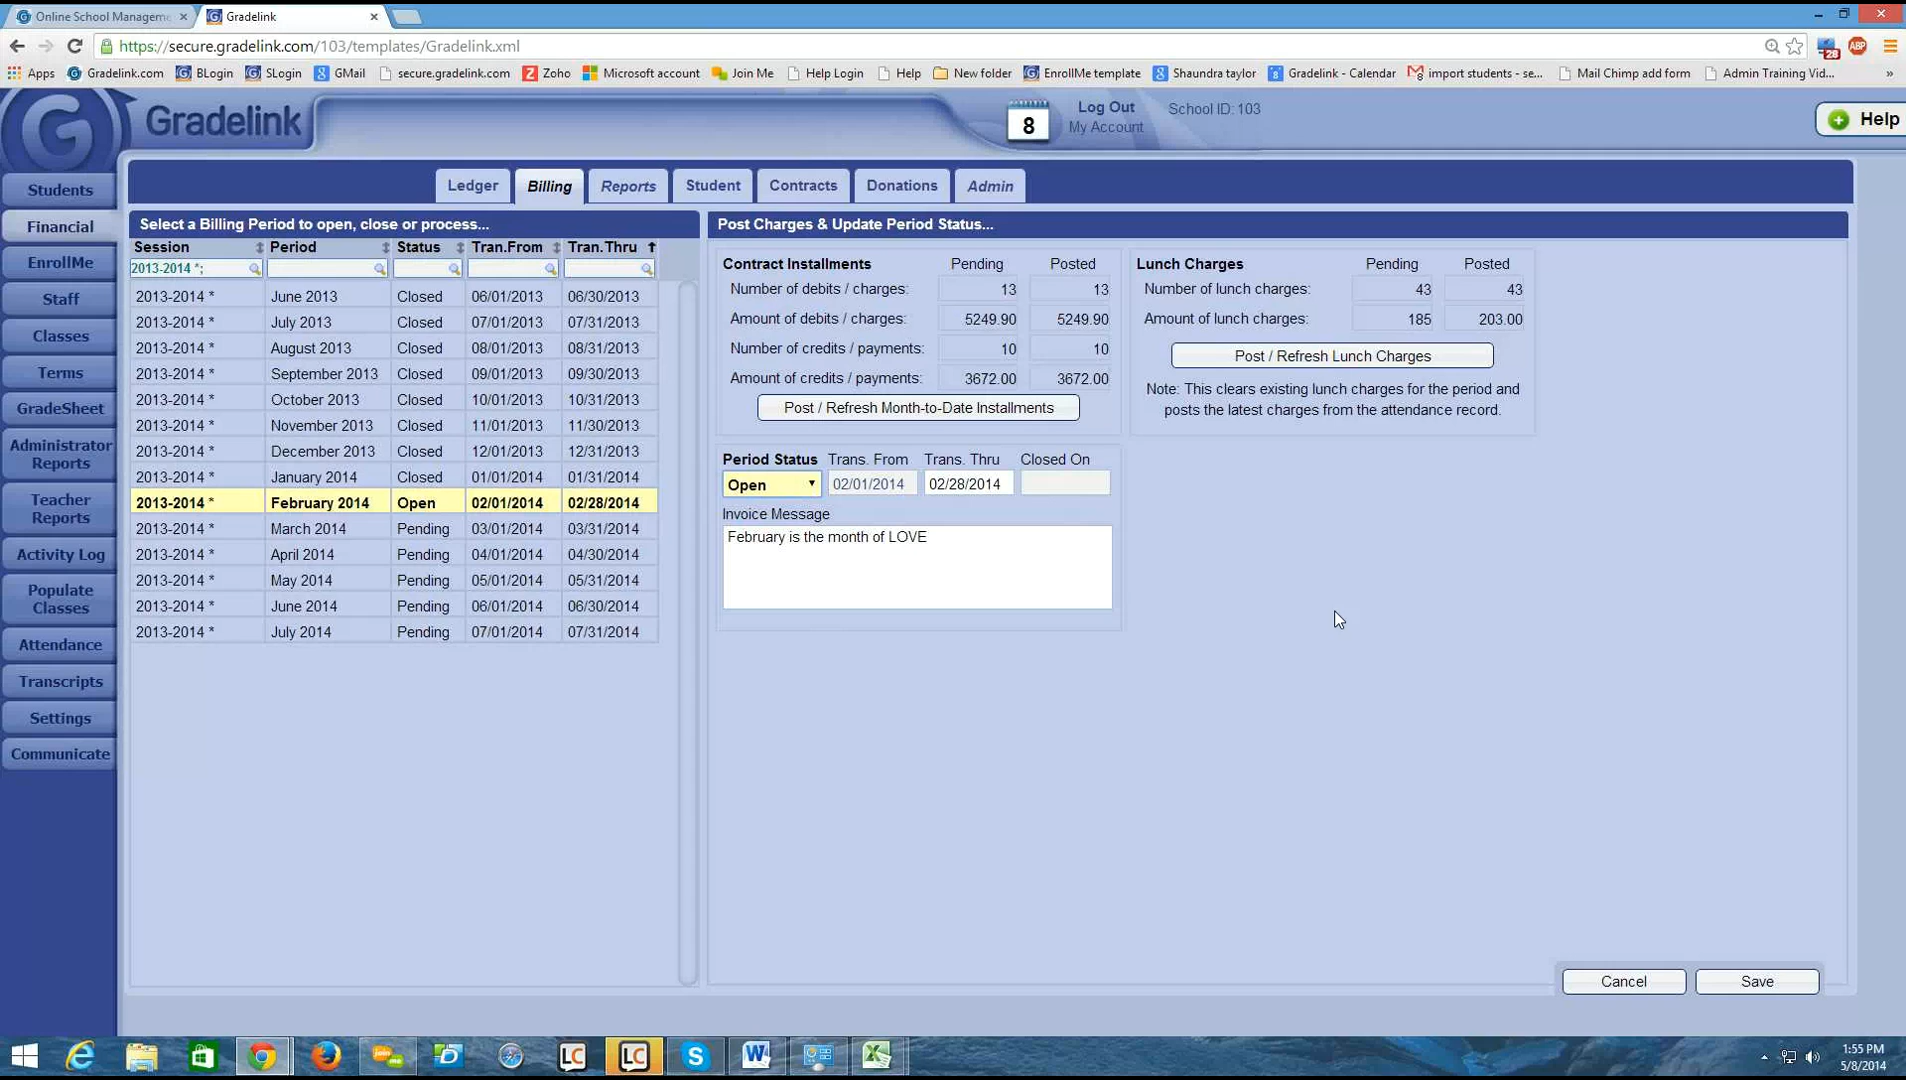 Online School Manageme
Gradelink
https://secure.gradelink.com/103/templates/Gradelink.xml
28
ABP
Apps
Gradelink.com
BLogin
SLogin
GMail
secure.gradelink.com
Zoho
Microsoft account
Join Me
Help Login
Help
New folder
EnrollMe template
Shaundra taylor
Gradelink - Calendar
import students - se...
Mail Chimp add form
Admin Training Vid...
»
Gradelink
8
Log Out
My Account
School ID: 103
Help
Students
Financial
EnrollMe
Staff
Classes
Terms
GradeSheet
Administrator
Reports
Teacher
Reports
Activity Log
Populate
Classes
Attendance
Transcripts
Settings
Communicate
Ledger Billing Reports Student Contracts Donations Admin
Select a Billing Period to open, close or process...
Session Period Status Tran.From Tran.Thru
2013-2014 *;
2013-2014 * June 2013 Closed 06/01/2013 06/30/2013
2013-2014 * July 2013 Closed 07/01/2013 07/31/2013
2013-2014 * August 2013 Closed 08/01/2013 08/31/2013
2013-2014 * September 2013 Closed 09/01/2013 09/30/2013
2013-2014 * October 2013 Closed 10/01/2013 10/31/2013
2013-2014 * November 2013 Closed 11/01/2013 11/30/2013
2013-2014 * December 2013 Closed 12/01/2013 12/31/2013
2013-2014 * January 2014 Closed 01/01/2014 01/31/2014
2013-2014 * February 2014 Open 02/01/2014 02/28/2014
2013-2014 * March 2014 Pending 03/01/2014 03/31/2014
2013-2014 * April 2014 Pending 04/01/2014 04/30/2014
2013-2014 * May 2014 Pending 05/01/2014 05/31/2014
2013-2014 * June 2014 Pending 06/01/2014 06/30/2014
2013-2014 * July 2014 Pending 07/01/2014 07/31/2014
Post Charges & Update Period Status...
Contract Installments Pending Posted
Number of debits / charges: 13 13
Amount of debits / charges: 5249.90 5249.90
Number of credits / payments: 10 10
Amount of credits / payments: 3672.00 3672.00
Post / Refresh Month-to-Date Installments
Lunch Charges Pending Posted
Number of lunch charges: 43 43
Amount of lunch charges: 185 203.00
Post / Refresh Lunch Charges
Note: This clears existing lunch charges for the period and
posts the latest charges from the attendance record.
Period Status Trans. From Trans. Thru Closed On
Open 02/01/2014 02/28/2014
Invoice Message
February is the month of LOVE
Cancel
Save
1:55 PM
5/8/2014